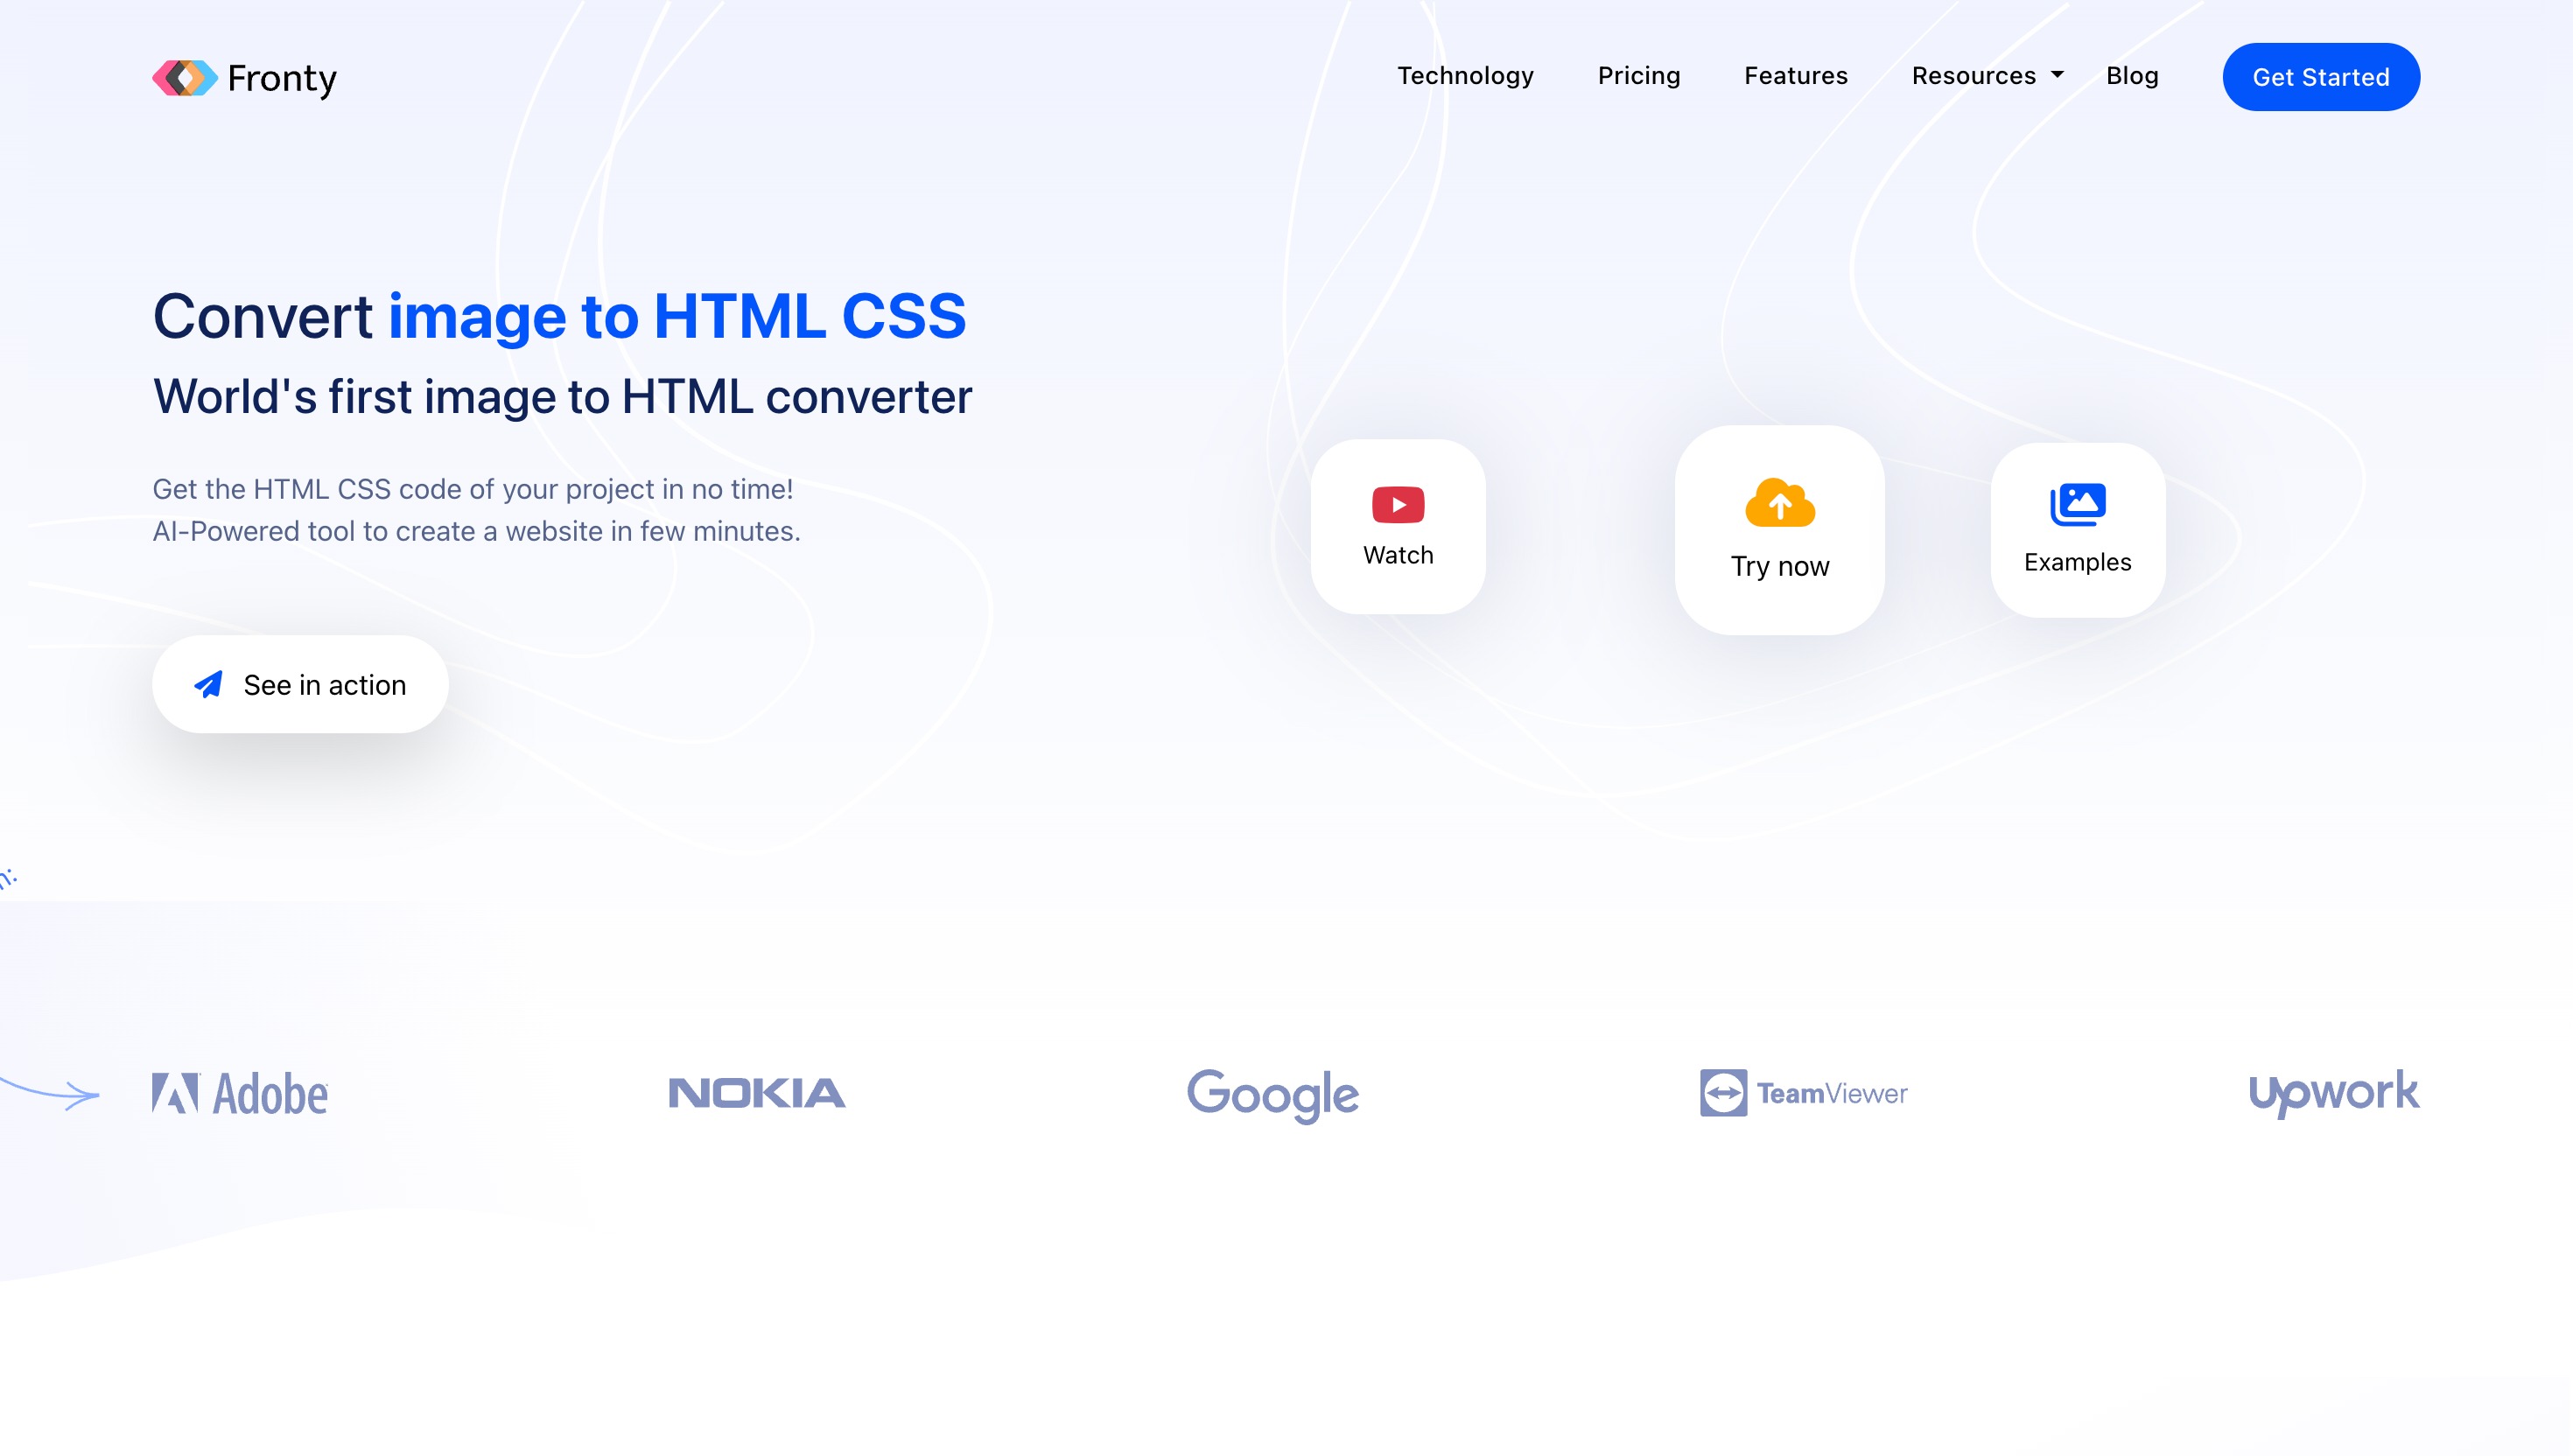 Fronty
Technology Pricing Features Resources Blog Get Started
Convert image to HTML CSS
World's first image to HTML converter
Get the HTML CSS code of your project in no time!
AI-Powered tool to create a website in few minutes.
Watch
Try now
Examples
See in action
Adobe
NOKIA
Google
TeamViewer
upwork